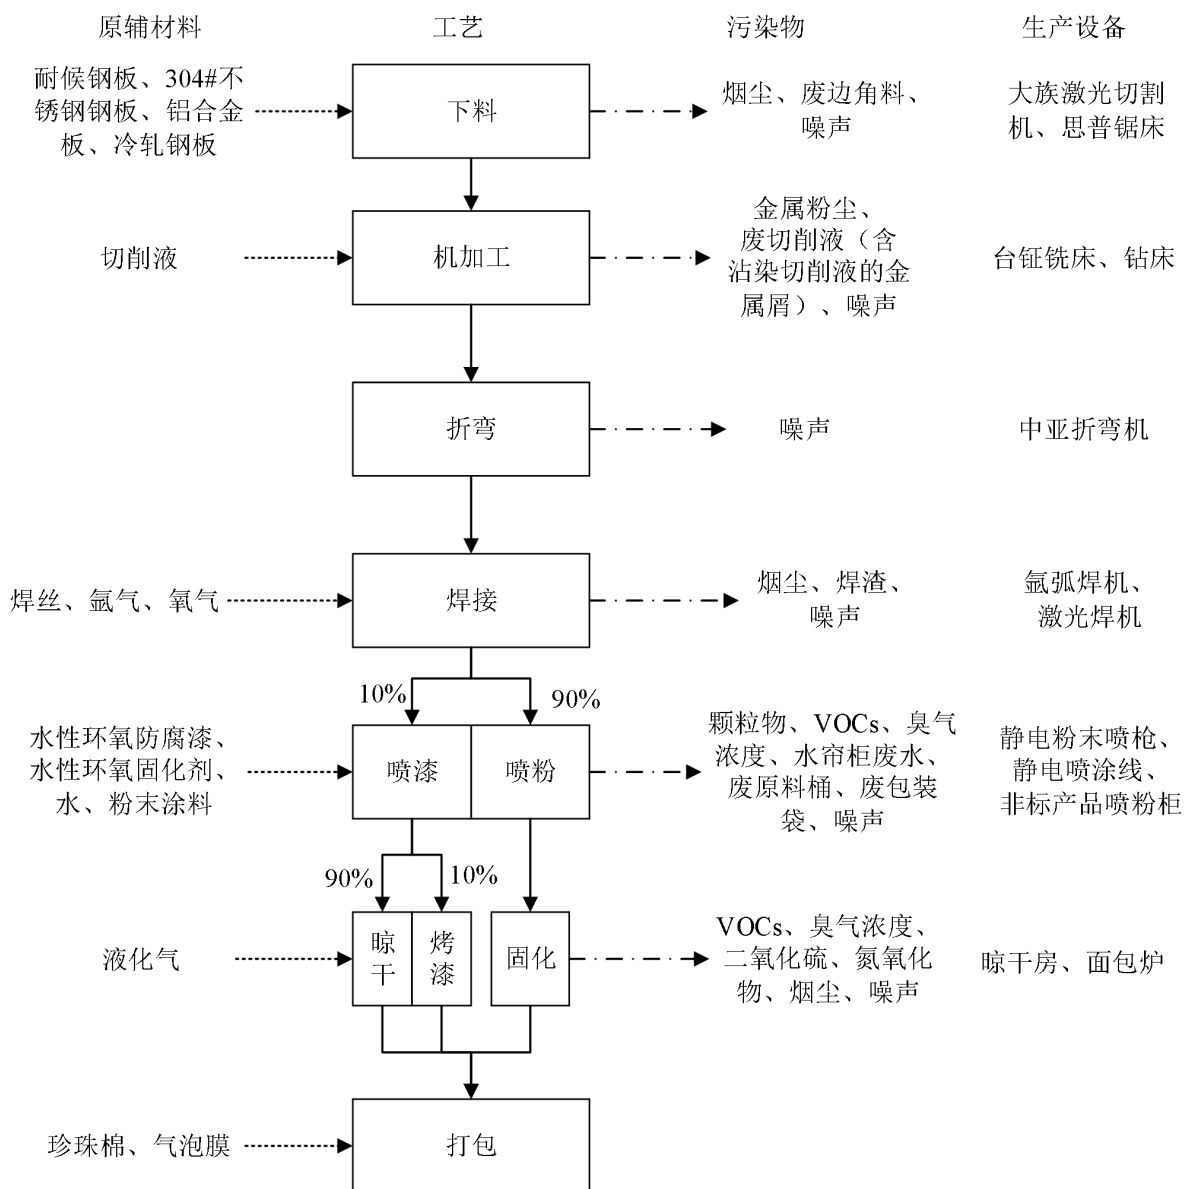 原辅材料 工艺 污染物 生产设备
耐候钢板、304#不
锈钢钢板、铝合金
板、冷轧钢板
下料
烟尘、废边角料、
噪声
大族激光切割
机、思普锯床
切削液
机加工
金属粉尘、
废切削液（含
沾染切削液的金
属屑）、噪声
台钲铣床、钻床
折弯
噪声
中亚折弯机
焊丝、氩气、氧气
焊接
烟尘、焊渣、
噪声
氩弧焊机、
激光焊机
10%
90%
水性环氧防腐漆、
水性环氧固化剂、
水、粉末涂料
喷漆
喷粉
颗粒物、VOCs、臭气
浓度、水帘柜废水、
废原料桶、废包装
袋、噪声
静电粉末喷枪、
静电喷涂线、
非标产品喷粉柜
90%
10%
液化气
晾
干
烤
漆
固化
VOCs、臭气浓度、
二氧化硫、氮氧化
物、烟尘、噪声
晾干房、面包炉
珍珠棉、气泡膜
打包